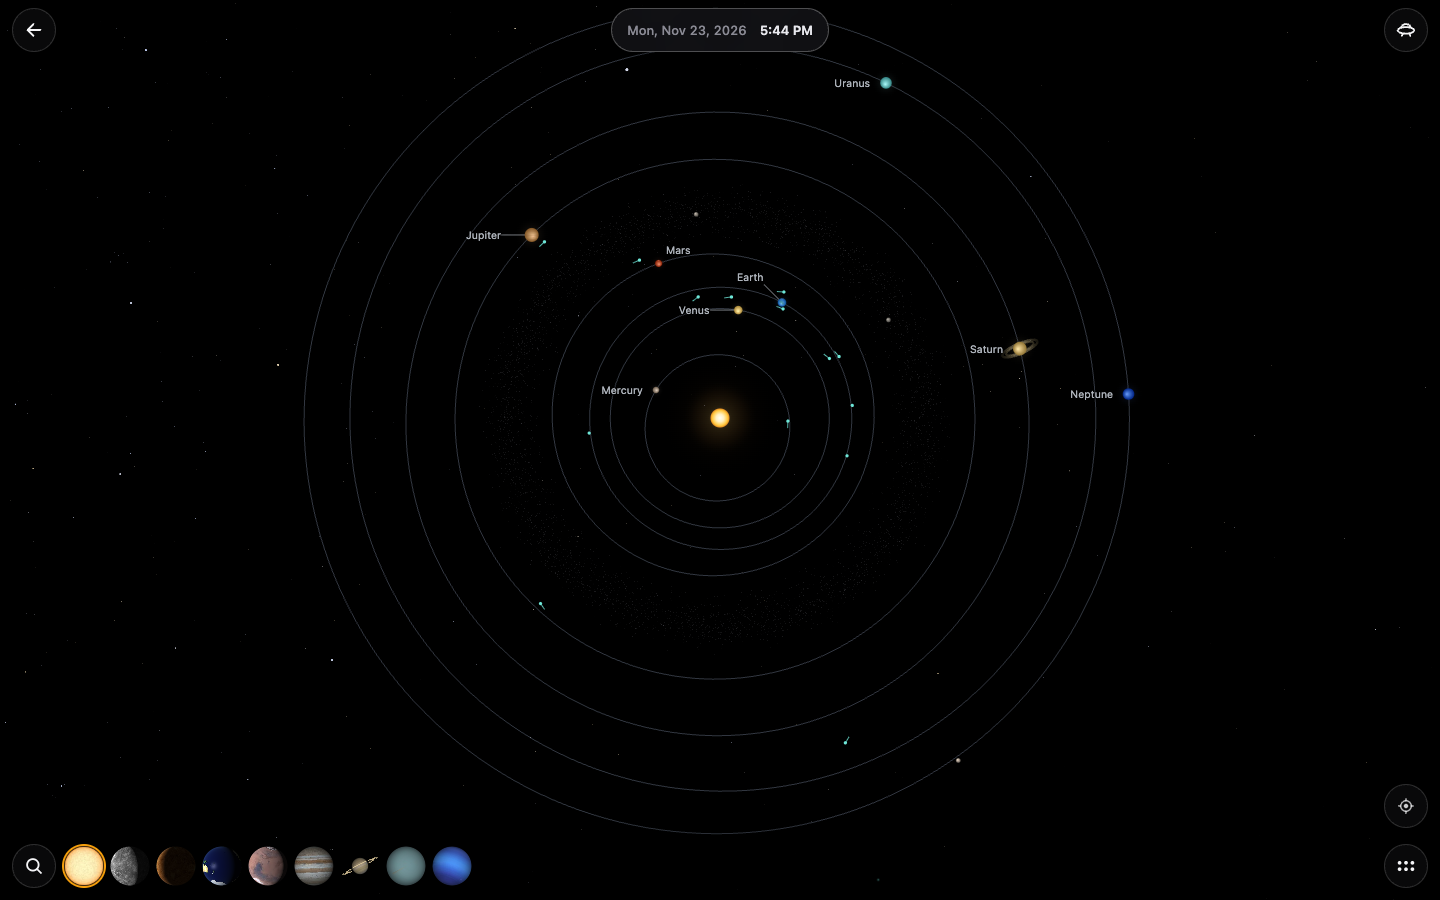 Mon, Nov 23, 2026 5:44 PM
Uranus
Jupiter
Mars
Earth
Venus
Saturn
Mercury
Neptune